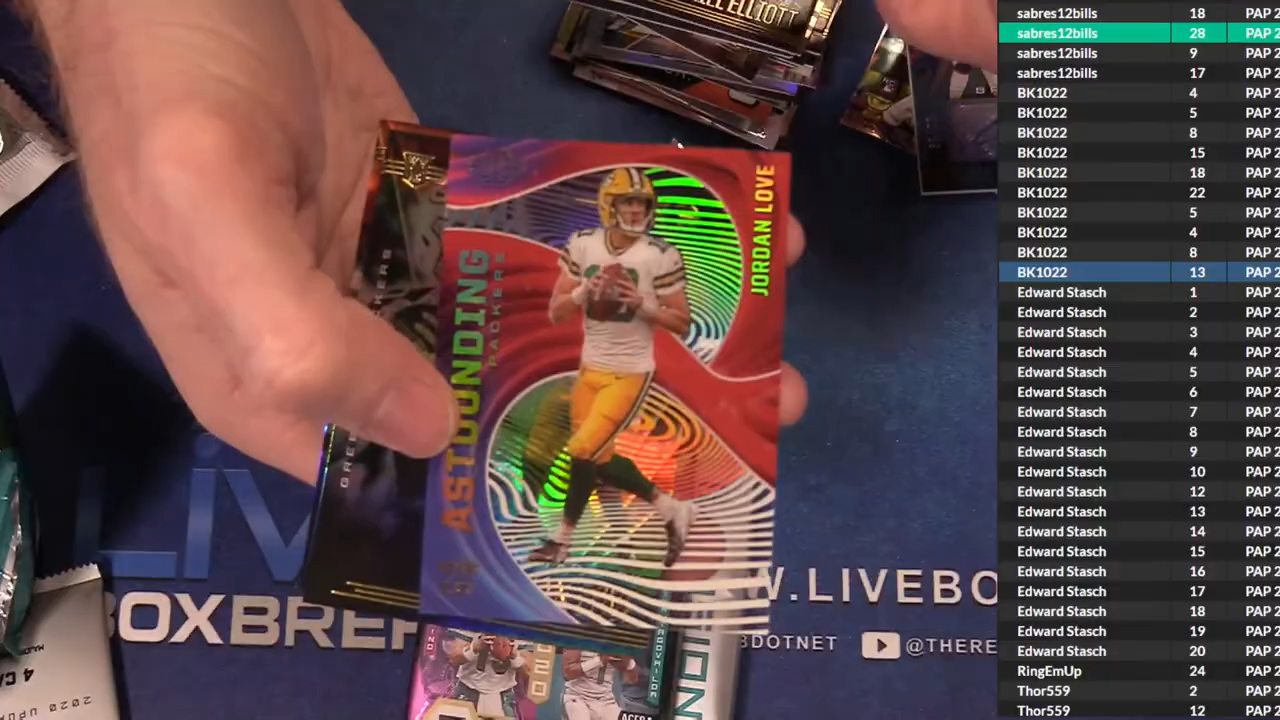 ELLIOTT
JORDAN LOVE
ASTOUNDING
PACKERS
LIV
BOXBRE
W.LIVEBO
BDOTNET
@THERE
4 CA
sabres12bills 18 PAP 2
sabres12bills 28 PAP 2
sabres12bills 9 PAP 2
sabres12bills 17 PAP 2
BK1022 4 PAP 2
BK1022 5 PAP 2
BK1022 8 PAP 2
BK1022 15 PAP 2
BK1022 18 PAP 2
BK1022 22 PAP 2
BK1022 5 PAP 2
BK1022 4 PAP 2
BK1022 8 PAP 2
BK1022 13 PAP 2
Edward Stasch 1 PAP 2
Edward Stasch 2 PAP 2
Edward Stasch 3 PAP 2
Edward Stasch 4 PAP 2
Edward Stasch 5 PAP 2
Edward Stasch 6 PAP 2
Edward Stasch 7 PAP 2
Edward Stasch 8 PAP 2
Edward Stasch 9 PAP 2
Edward Stasch 10 PAP 2
Edward Stasch 12 PAP 2
Edward Stasch 13 PAP 2
Edward Stasch 14 PAP 2
Edward Stasch 15 PAP 2
Edward Stasch 16 PAP 2
Edward Stasch 17 PAP 2
Edward Stasch 18 PAP 2
Edward Stasch 19 PAP 2
Edward Stasch 20 PAP 2
RingEmUp 24 PAP 2
Thor559 2 PAP 2
Thor559 12 PAP 2